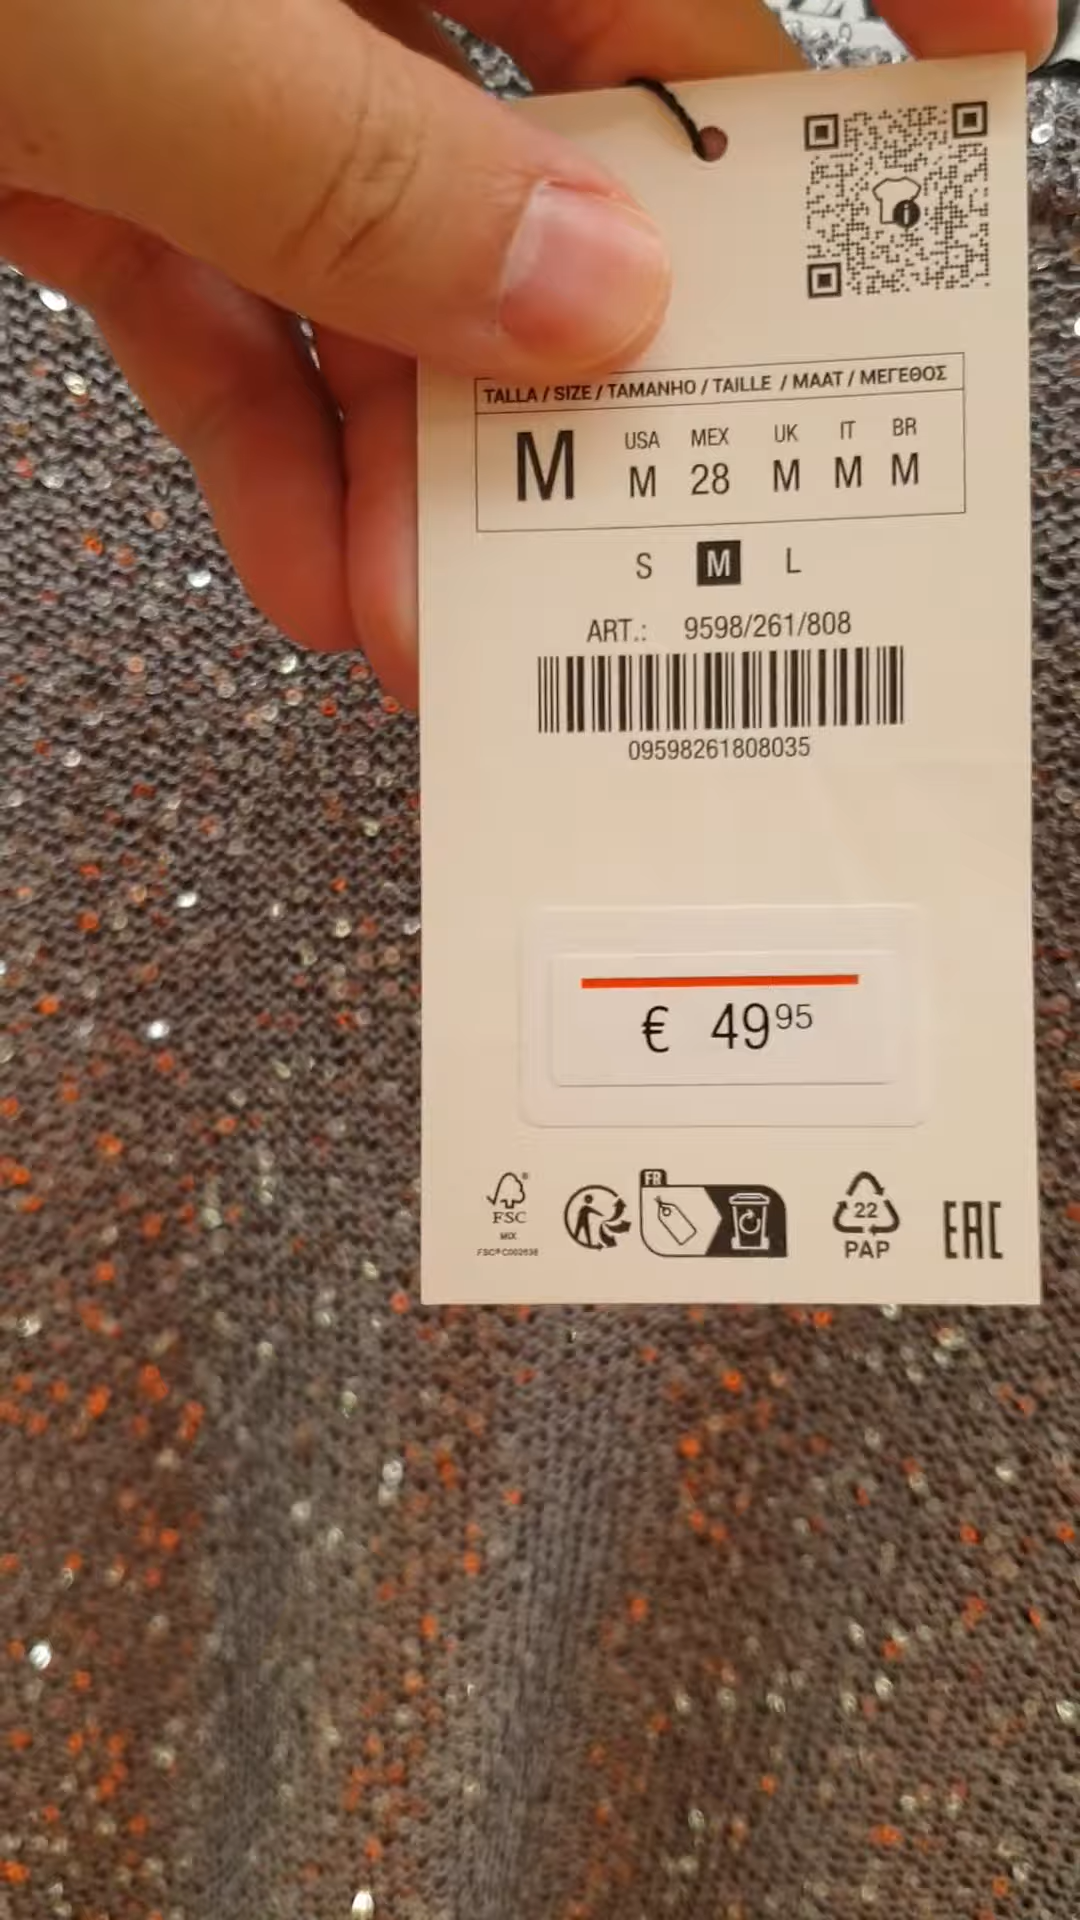 TALLA / SIZE / TAMANHO / TAILLE / MAAT / ΜΕΓΕΘΟΣ
M
USA MEX UK IT BR
M 28 M M M
S M L
ART.: 9598/261/808
09598261808035
€ 49 95
FR
FSC
MIX
22
PAP
EAC